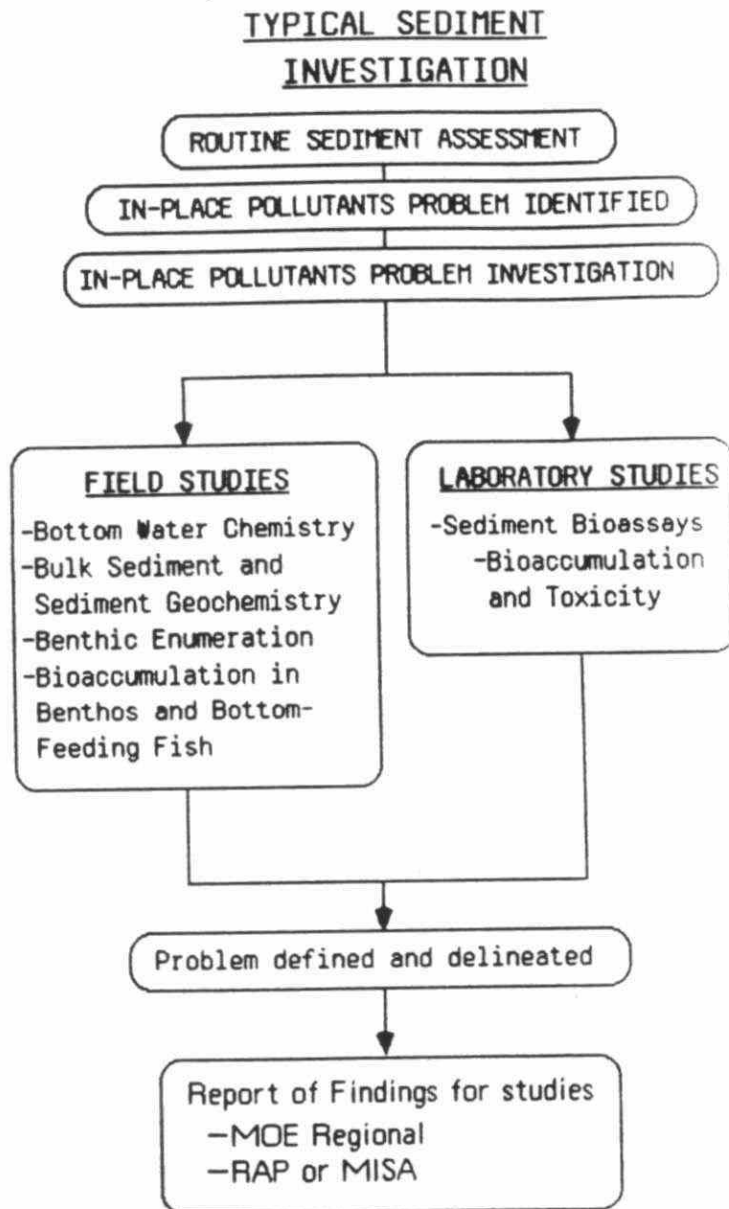 TYPICAL SEDIMENT
INVESTIGATION
ROUTINE SEDIMENT ASSESSMENT
IN-PLACE POLLUTANTS PROBLEM IDENTIFIED
IN-PLACE POLLUTANTS PROBLEM INVESTIGATION
FIELD STUDIES
-Bottom Water Chemistry
-Bulk Sediment and
Sediment Geochemistry
-Benthic Enumeration
-Bioaccumulation in
Benthos and Bottom-
Feeding Fish
LABORATORY STUDIES
-Sediment Bioassays
-Bioaccumulation
and Toxicity
Problem defined and delineated
Report of Findings for studies
-MOE Regional
-RAP or MISA